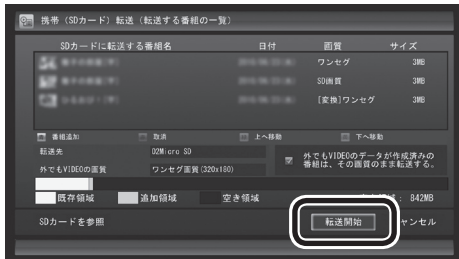 携帯（SDカード）転送（転送する番組の一覧）
SDカードに転送する番組名 日付 画質 サイズ
ワンセグ 3MB
SD画質 3MB
[変換]ワンセグ 3MB
番組追加 取消 上へ移動 下へ移動
転送先 02Micro SD
外でもVIDEOの画質 ワンセグ画質(320x180)
外でもVIDEOのデータが作成済みの
番組は、その画質のまま転送する。
既存領域 追加領域 空き領域 : 842MB
SDカードを参照 転送開始 ャンセル